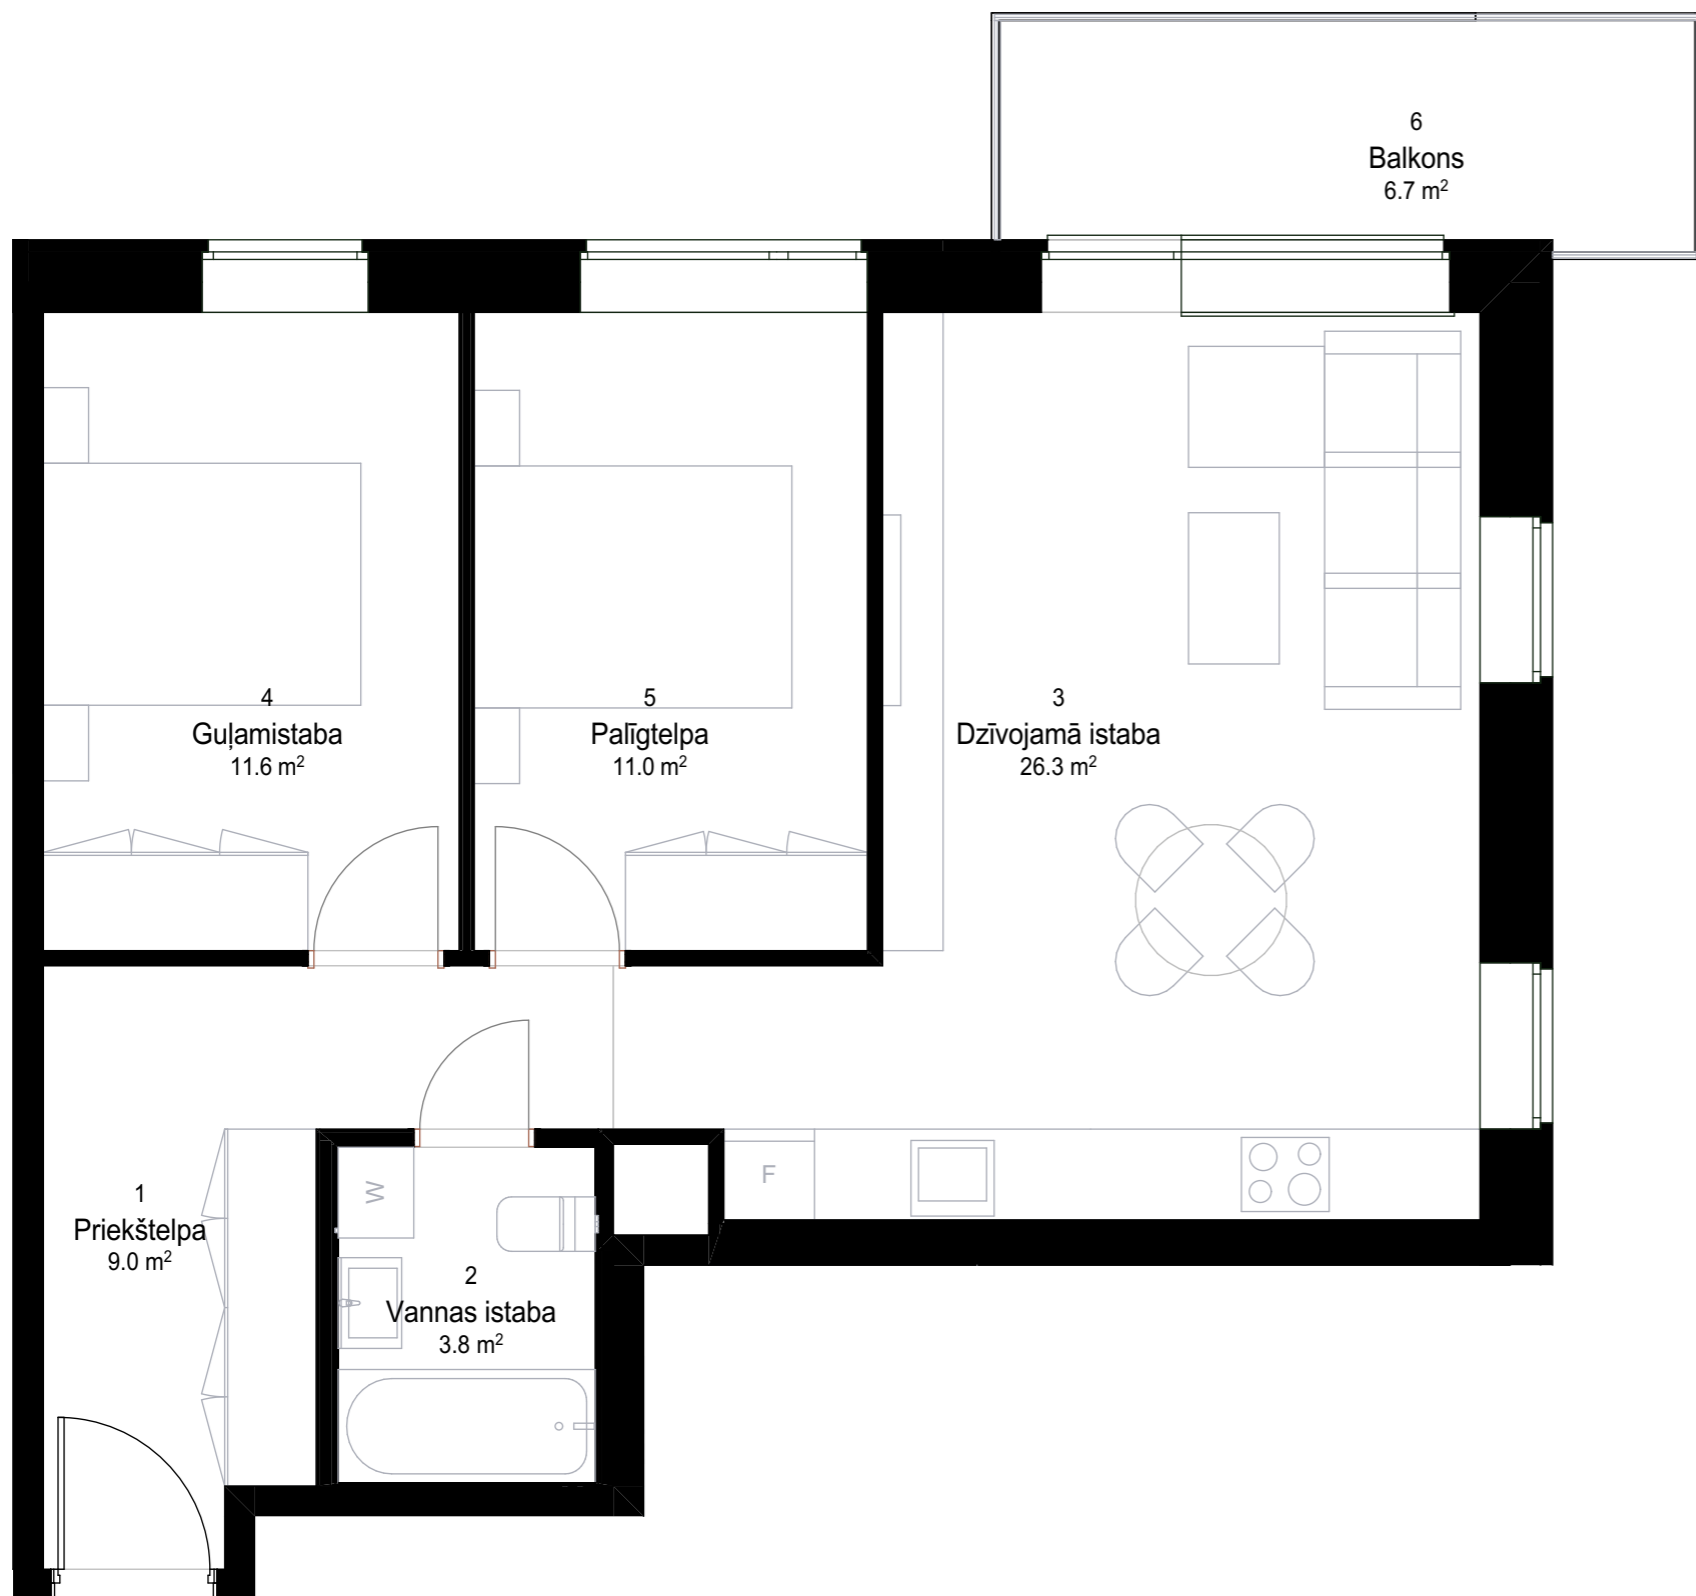 6
Balkons
6.7 m²
4
Guļamistaba
11.6 m²
5
Palīgtelpa
11.0 m²
3
Dzīvojamā istaba
26.3 m²
1
Priekštelpa
9.0 m²
W
F
2
Vannas istaba
3.8 m²